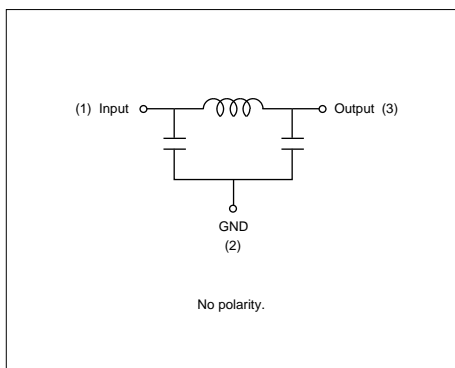 (1) Input
Output (3)
GND
(2)
No polarity.